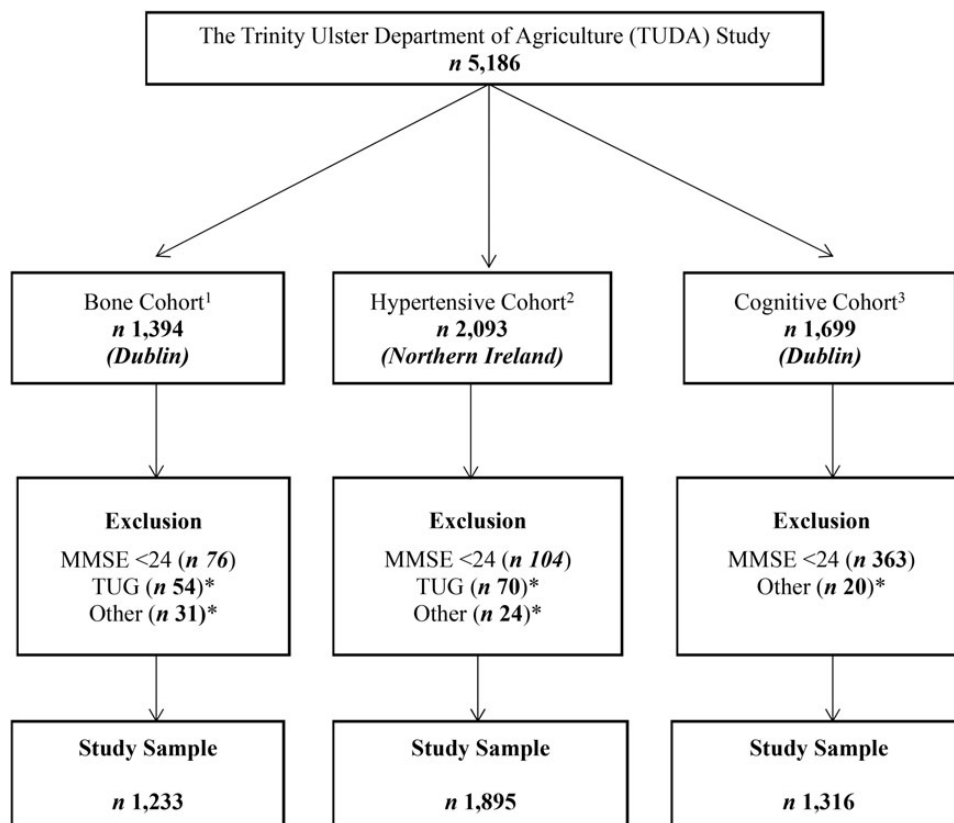 The Trinity Ulster Department of Agriculture (TUDA) Study
n 5,186
Bone Cohort¹
n 1,394
(Dublin)
Hypertensive Cohort²
n 2,093
(Northern Ireland)
Cognitive Cohort³
n 1,699
(Dublin)
Exclusion
MMSE <24 (n 76)
TUG (n 54)*
Other (n 31)*
Exclusion
MMSE <24 (n 104)
TUG (n 70)*
Other (n 24)*
Exclusion
MMSE <24 (n 363)
Other (n 20)*
Study Sample
n 1,233
Study Sample
n 1,895
Study Sample
n 1,316